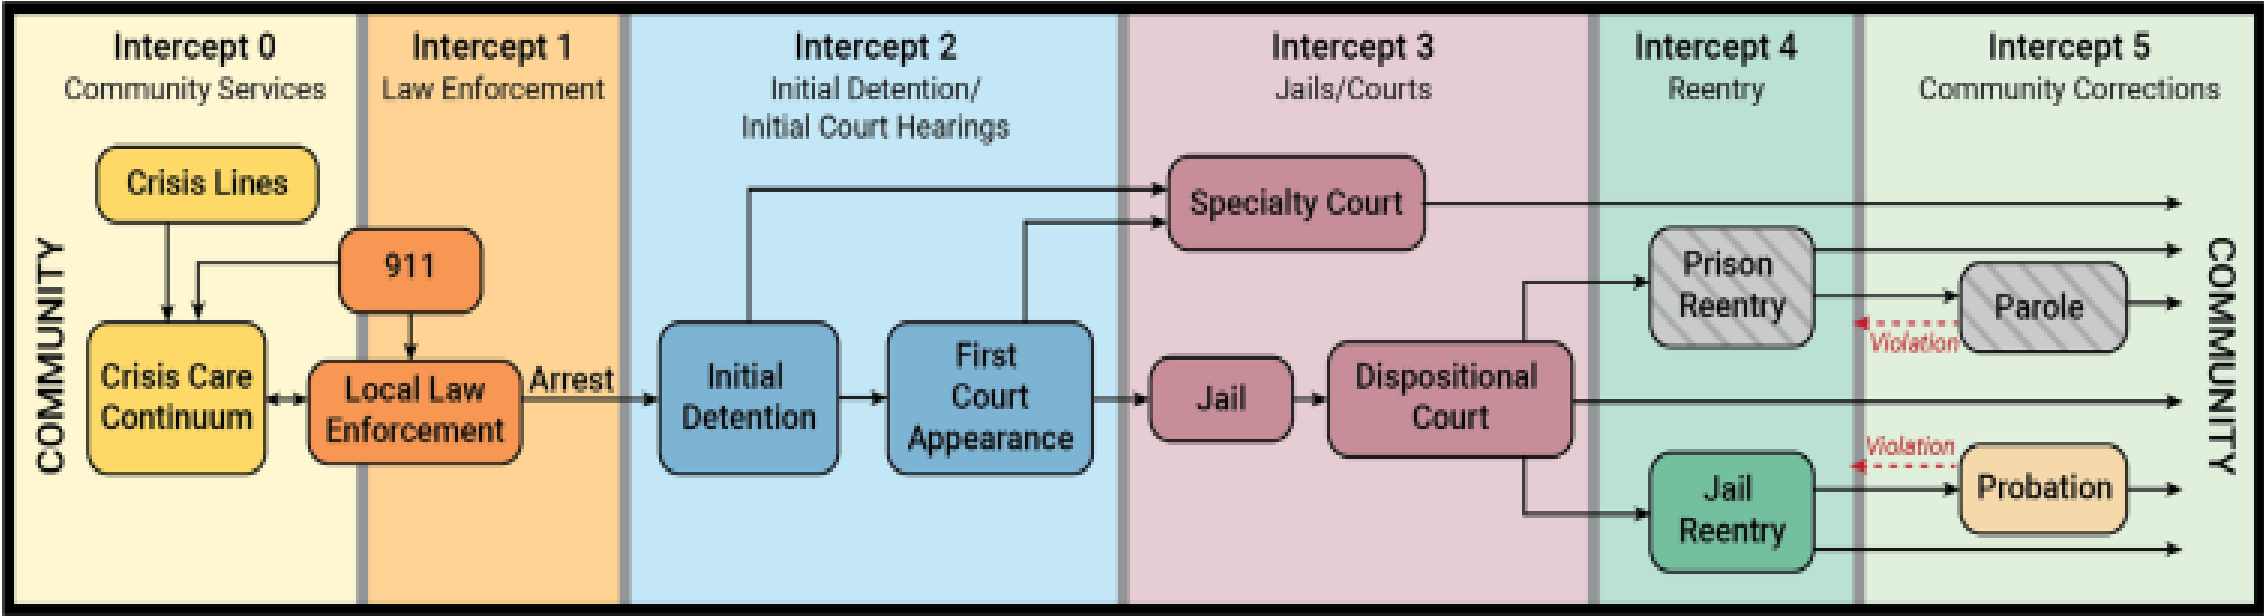 Intercept 0
Community Services
Intercept 1
Law Enforcement
Intercept 2
Initial Detention/
Initial Court Hearings
Intercept 3
Jails/Courts
Intercept 4
Reentry
Intercept 5
Community Corrections
COMMUNITY
Crisis Lines
911
Crisis Care
Continuum
Local Law
Enforcement
Arrest
Initial
Detention
First
Court
Appearance
Specialty Court
Jail
Dispositional
Court
Prison
Reentry
Parole
Violation
Jail
Reentry
Violation
Probation
COMMUNITY